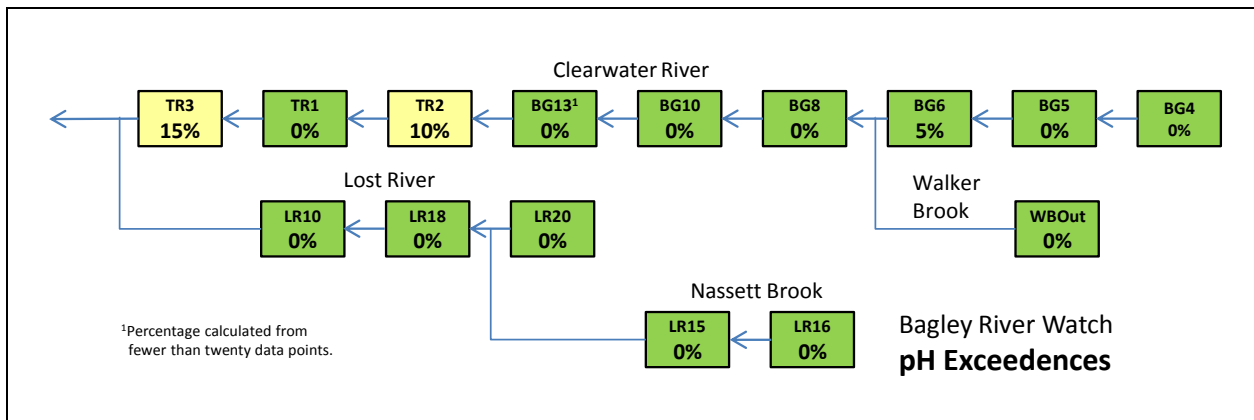 Clearwater River
TR3
15%
TR1
0%
TR2
10%
BG13¹
0%
BG10
0%
BG8
0%
BG6
5%
BG5
0%
BG4
0%
Lost River
Walker
Brook
LR10
0%
LR18
0%
LR20
0%
WBOut
0%
Nassett Brook
LR15
0%
LR16
0%
¹Percentage calculated from
fewer than twenty data points.
Bagley River Watch
pH Exceedences